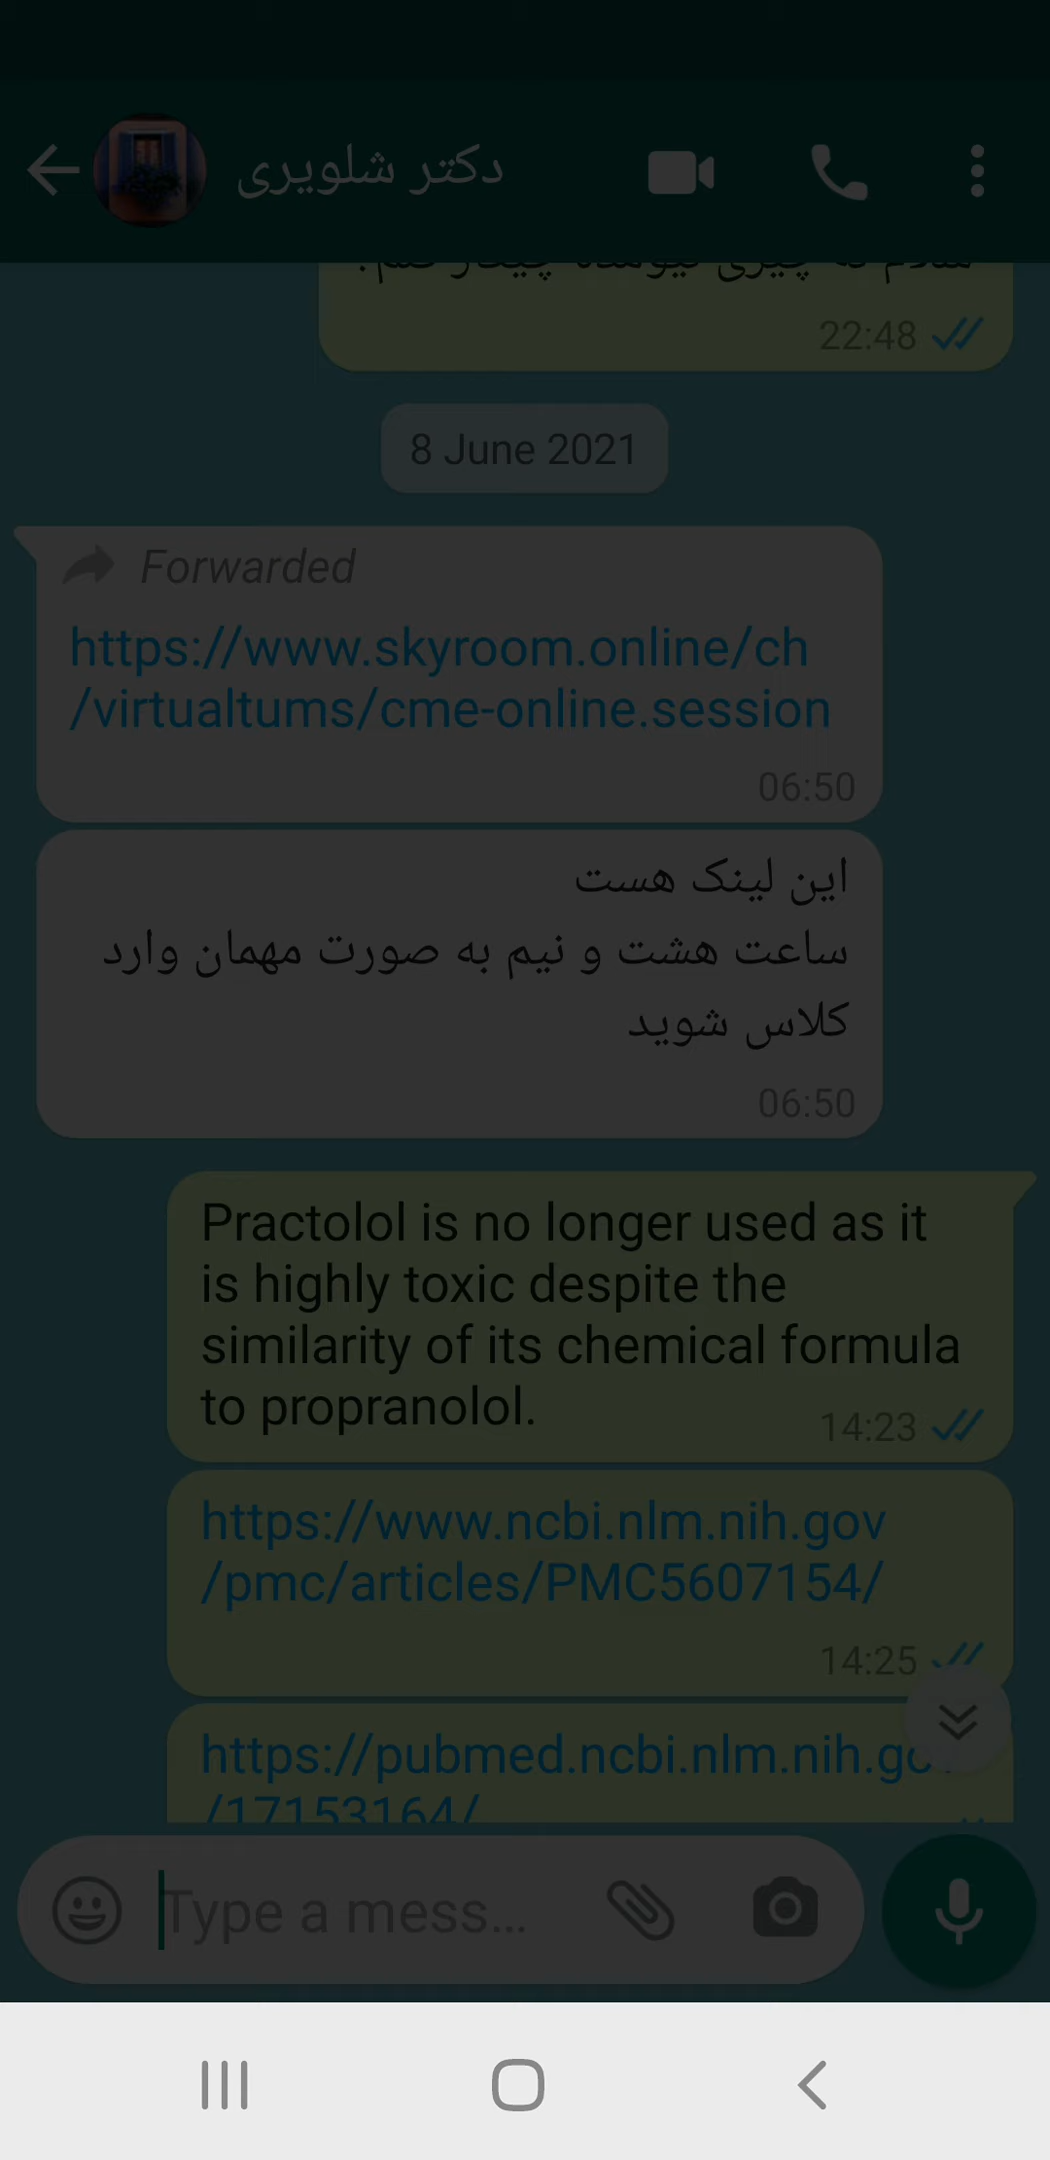 دکتر شلویری
22:48
8 June 2021
Forwarded
https://www.skyroom.online/ch
/virtualtums/cme-online.session
06:50
این لینک هست
ساعت هشت و نیم به صورت مهمان وارد
کلاس شوید
06:50
Practolol is no longer used as it
is highly toxic despite the
similarity of its chemical formula
to propranolol.
14:23
https://www.ncbi.nlm.nih.gov
/pmc/articles/PMC5607154/
14:25
https://pubmed.ncbi.nlm.nih.go
/17153164/
Type a mess...